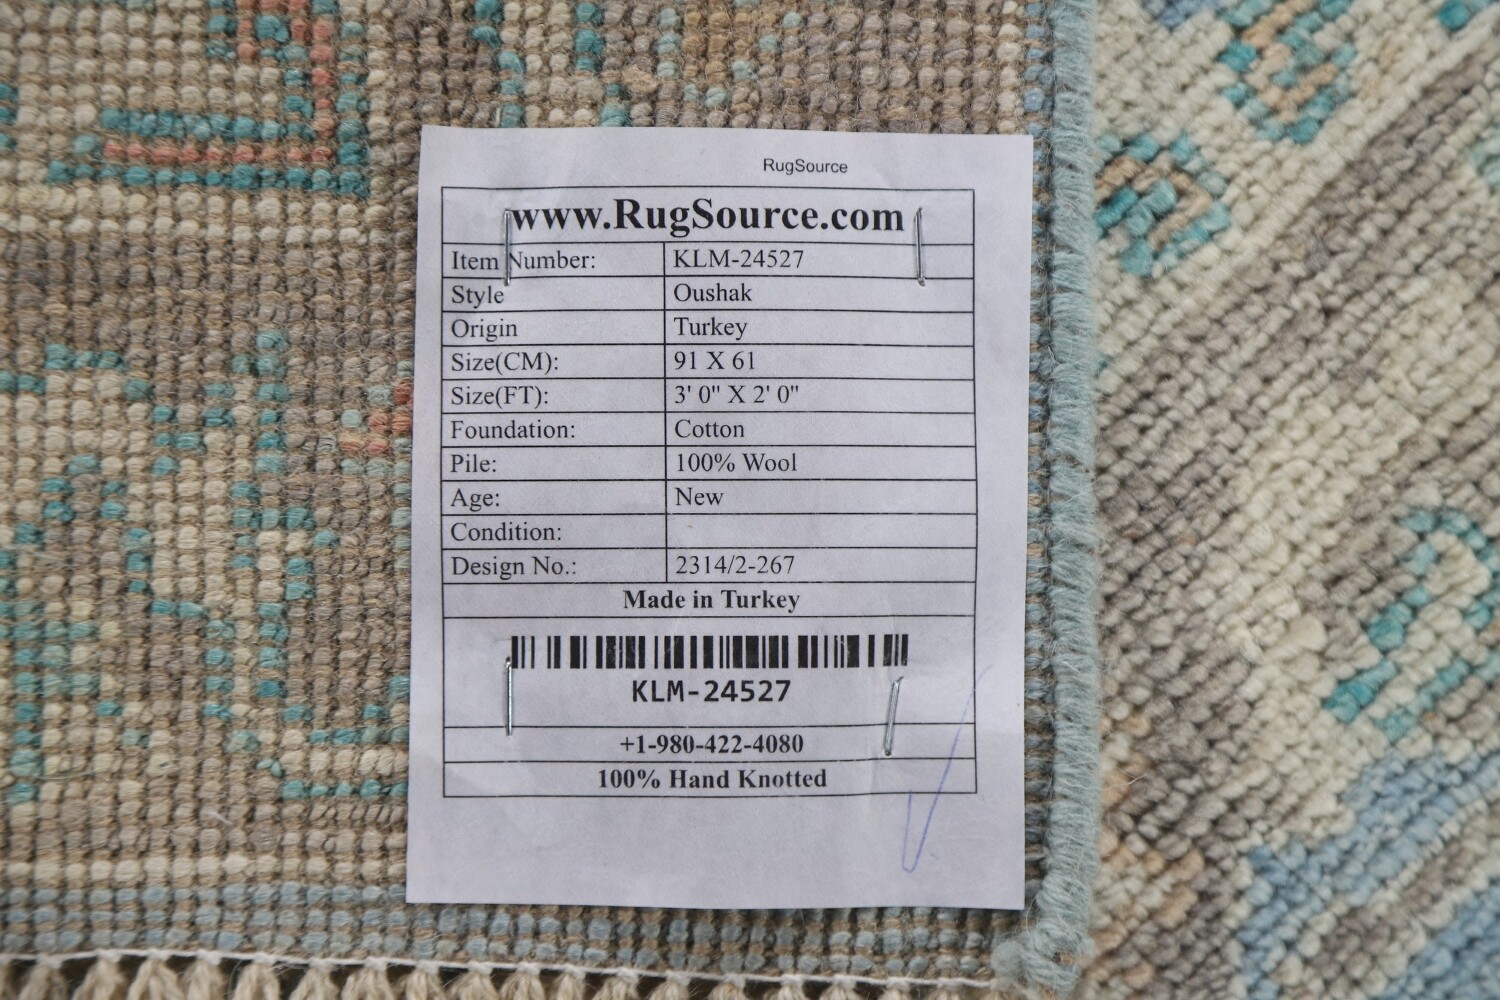 RugSource
www.RugSource.com
Item Number: KLM-24527
Style Oushak
Origin Turkey
Size(CM): 91 X 61
Size(FT): 3' 0" X 2' 0"
Foundation: Cotton
Pile: 100% Wool
Age: New
Condition:
Design No.: 2314/2-267
Made in Turkey
KLM-24527
+1-980-422-4080
100% Hand Knotted